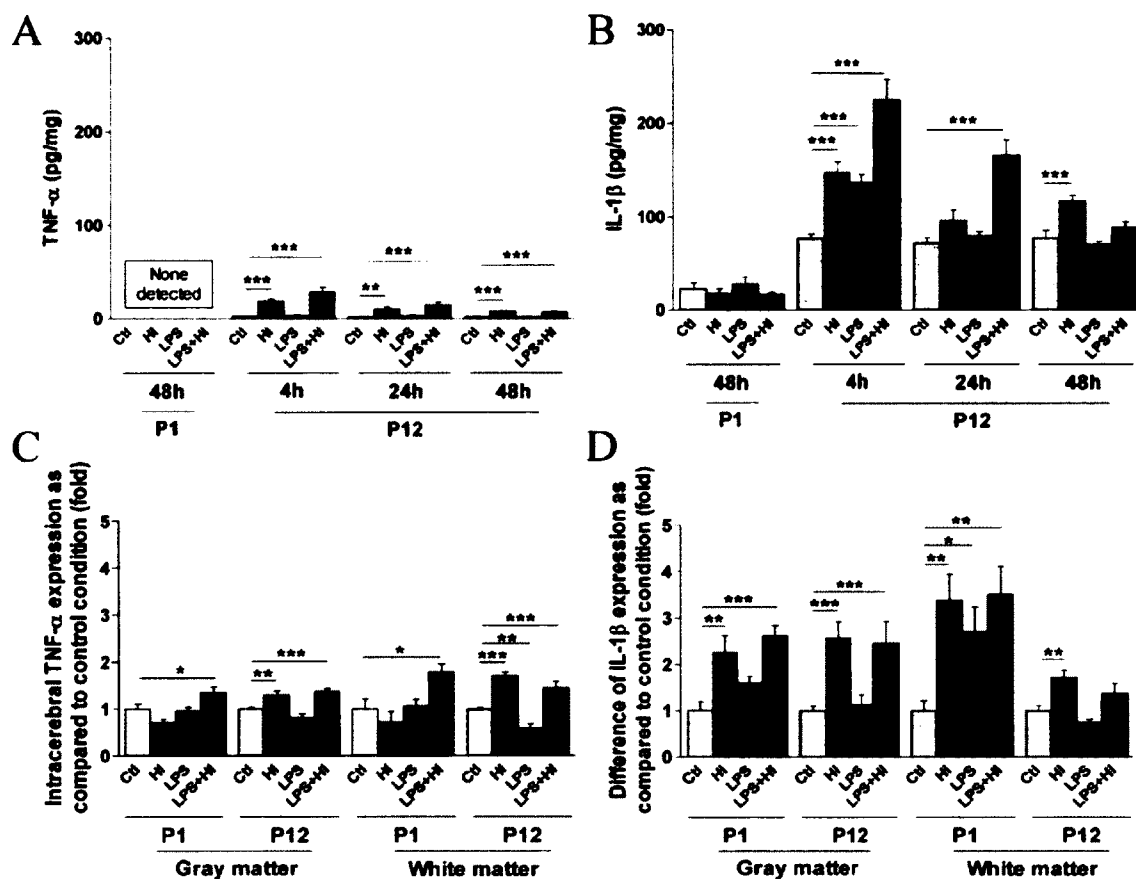 A
TNF-α (pg/mg)
300
200
100
0
None
detected
***
***
**
***
***
***
Ctl HI LPS LPS+HI Ctl HI LPS LPS+HI Ctl HI LPS LPS+HI Ctl HI LPS LPS+HI
48h 4h 24h 48h
P1 P12
B
IL-1β (pg/mg)
300
200
100
0
***
***
***
***
***
Ctl HI LPS LPS+HI Ctl HI LPS LPS+HI Ctl HI LPS LPS+HI Ctl HI LPS LPS+HI
48h 4h 24h 48h
P1 P12
C
Intracerebral TNF-α expression as
compared to control condition (fold)
5
4
3
2
1
0
*
***
**
*
***
**
***
Ctl HI LPS LPS+HI Ctl HI LPS LPS+HI Ctl HI LPS LPS+HI Ctl HI LPS LPS+HI
P1 P12 P1 P12
Gray matter White matter
D
Difference of IL-1β expression as
compared to control condition (fold)
5
4
3
2
1
0
***
**
***
***
**
*
**
**
Ctl HI LPS LPS+HI Ctl HI LPS LPS+HI Ctl HI LPS LPS+HI Ctl HI LPS LPS+HI
P1 P12 P1 P12
Gray matter White matter